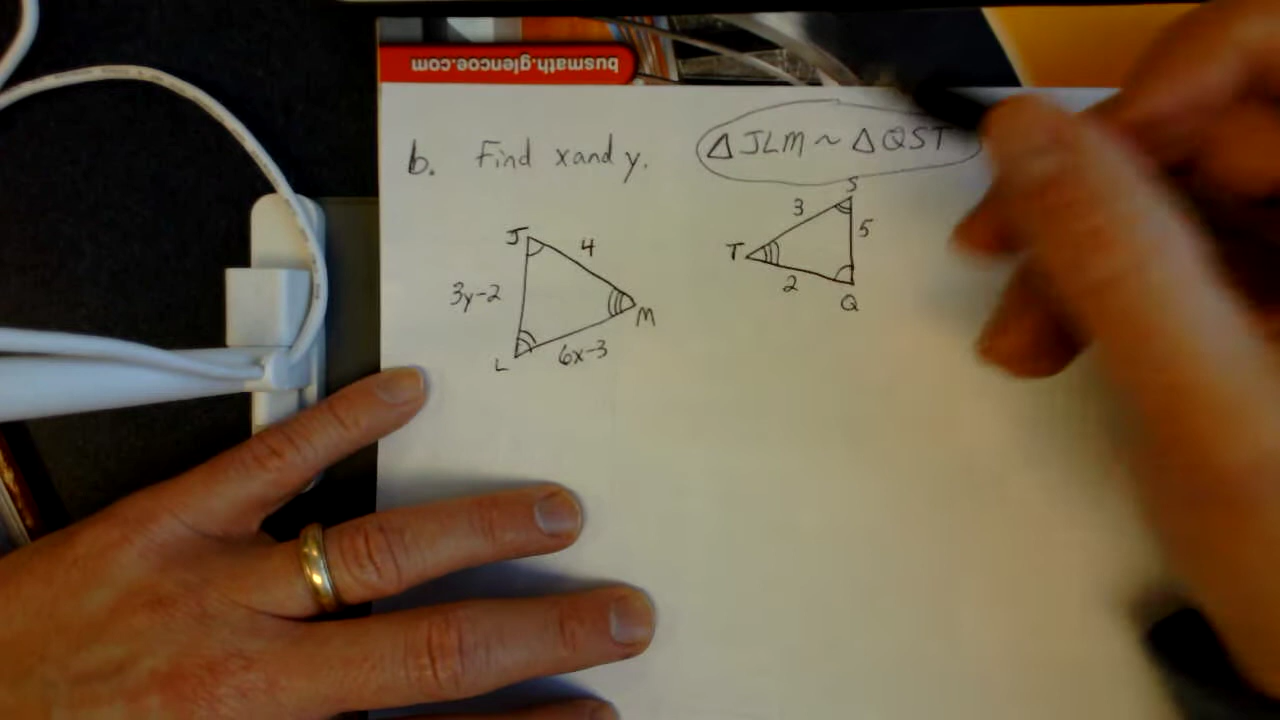 busmath.glencoe.com
b. Find x and y. △JLM ~ △QST
S
3
J
4
5
T
3y-2
2
Q
M
6x-3
L